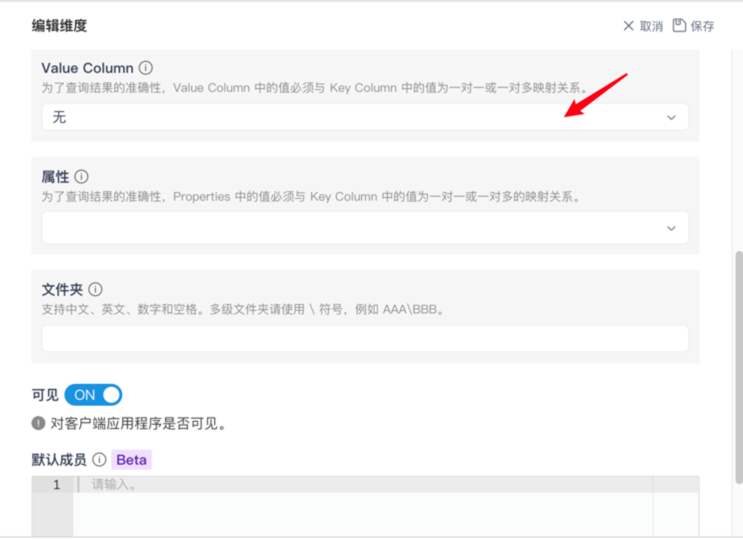 编辑维度
取消 保存
Value Column
为了查询结果的准确性，Value Column 中的值必须与 Key Column 中的值为一对一或一对多映射关系。
无
属性
为了查询结果的准确性，Properties 中的值必须与 Key Column 中的值为一对一或一对多的映射关系。
文件夹
支持中文、英文、数字和空格。多级文件夹请使用 \ 符号，例如 AAA\BBB。
可见 ON
对客户端应用程序是否可见。
默认成员 Beta
1 请输入。